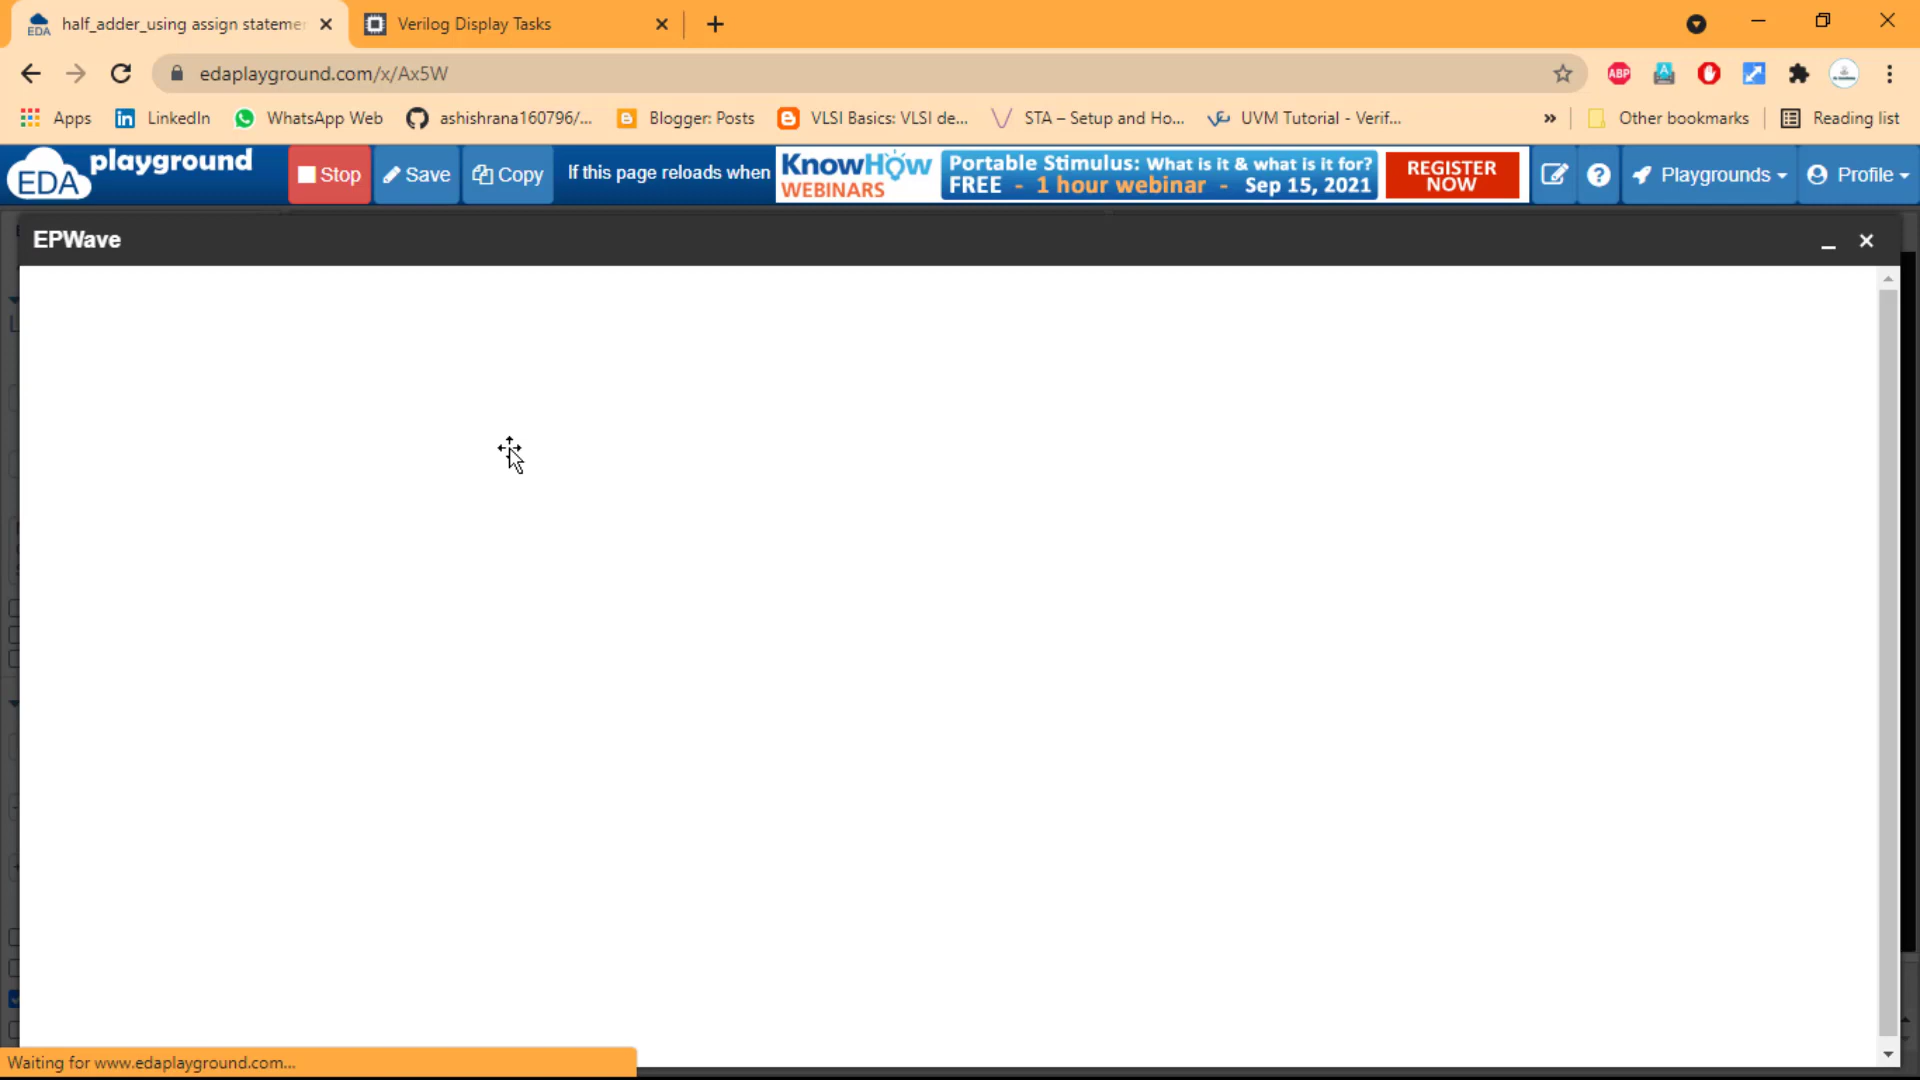 half_adder_using assign stateme
Verilog Display Tasks
edaplayground.com/x/Ax5W
ABP
Apps
in LinkedIn
WhatsApp Web
ashishrana160796/...
Blogger: Posts
VLSI Basics: VLSI de...
STA – Setup and Ho...
UVM Tutorial - Verif...
»
Other bookmarks
Reading list
EDA playground
Stop
Save
Copy
If this page reloads when
KnowHow
WEBINARS
Portable Stimulus: What is it & what is it for?
FREE - 1 hour webinar - Sep 15, 2021
REGISTER
NOW
Playgrounds
Profile
EPWave
Waiting for www.edaplayground.com...